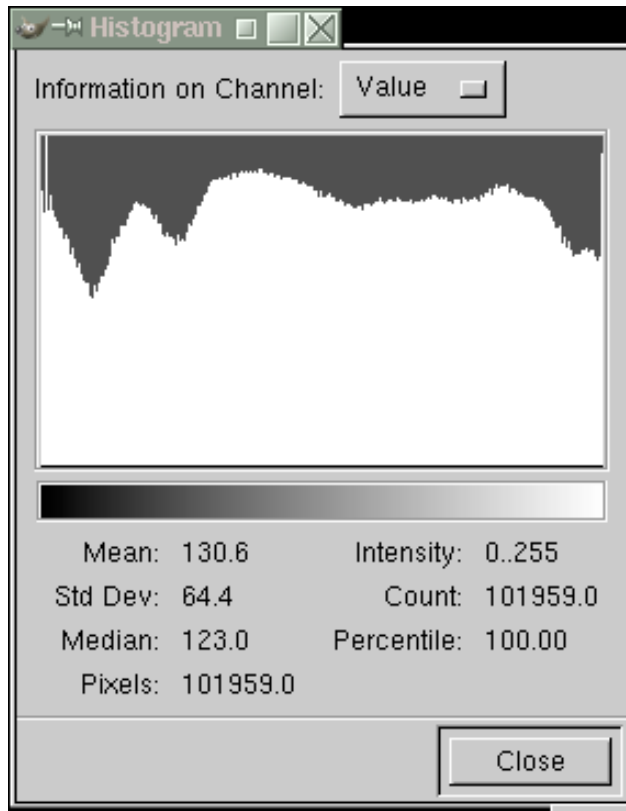 Histogram
Information on Channel: Value
Mean: 130.6 Intensity: 0..255
Std Dev: 64.4 Count: 101959.0
Median: 123.0 Percentile: 100.00
Pixels: 101959.0
Close